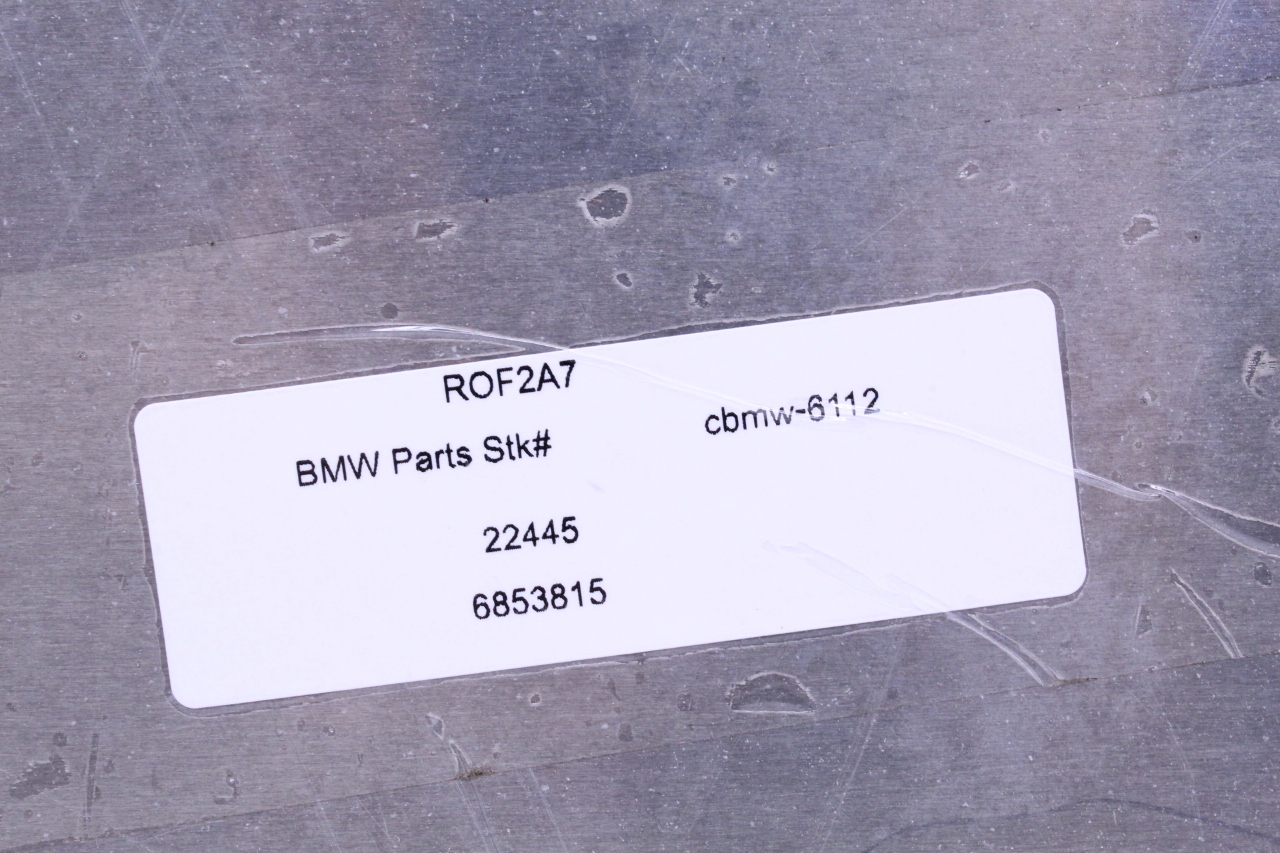 ROF2A7
cbmw-6112
BMW Parts Stk#
22445
6853815